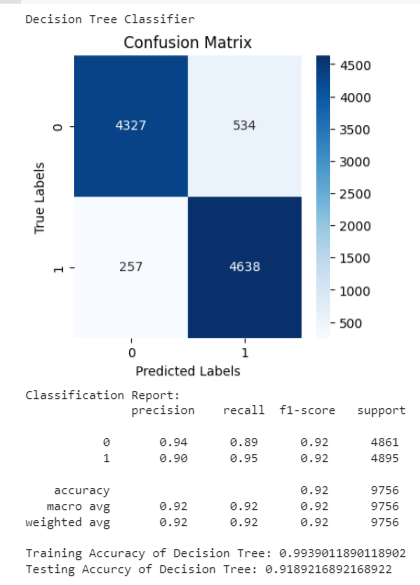 Decision Tree Classifier
Confusion Matrix
4327 534
257 4638
0
1
True Labels
0 1
Predicted Labels
4500
4000
3500
3000
2500
2000
1500
1000
500
Classification Report:
precision recall f1-score support
0 0.94 0.89 0.92 4861
1 0.90 0.95 0.92 4895
accuracy 0.92 9756
macro avg 0.92 0.92 0.92 9756
weighted avg 0.92 0.92 0.92 9756
Training Accuracy of Decision Tree: 0.9939011890118902
Testing Accurcy of Decision Tree: 0.9189216892168922